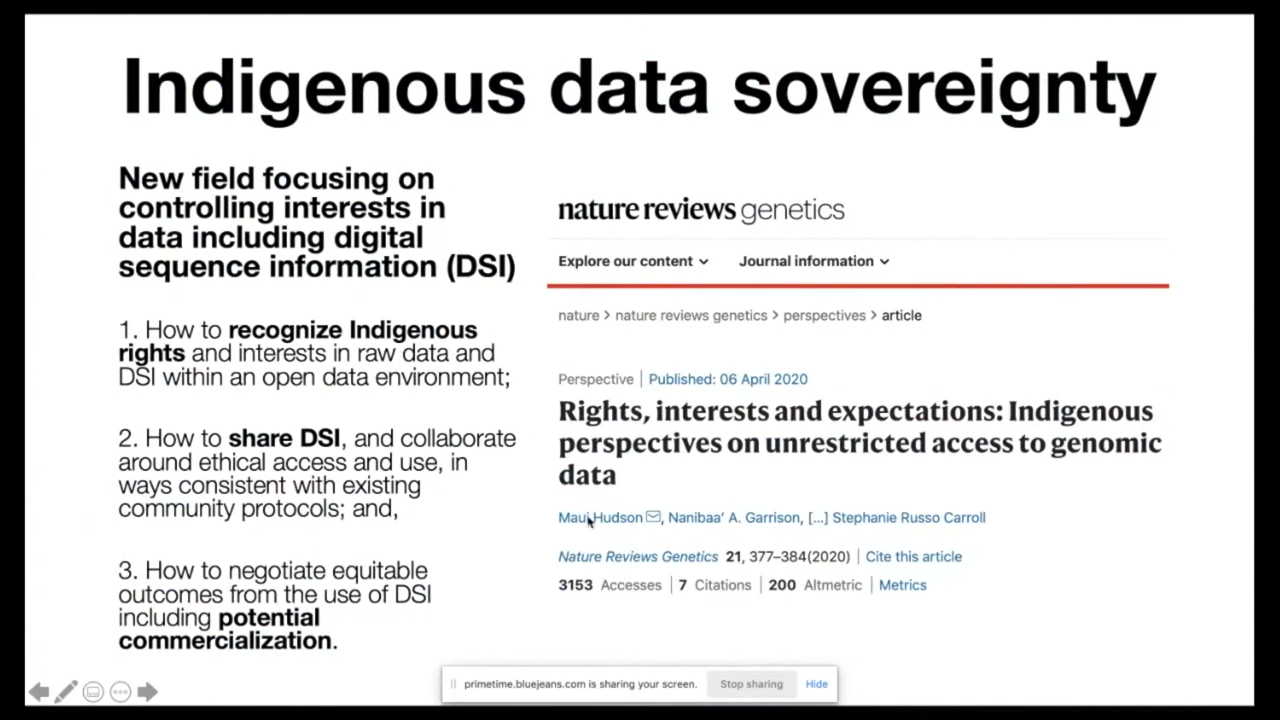 Indigenous data sovereignty
New field focusing on
controlling interests in
data including digital
sequence information (DSI)
1. How to recognize Indigenous
rights and interests in raw data and
DSI within an open data environment;
2. How to share DSI, and collaborate
around ethical access and use, in
ways consistent with existing
community protocols; and,
3. How to negotiate equitable
outcomes from the use of DSI
including potential
commercialization.
nature reviews genetics
Explore our content Journal information
nature > nature reviews genetics > perspectives > article
Perspective | Published: 06 April 2020
Rights, interests and expectations: Indigenous
perspectives on unrestricted access to genomic
data
Maui Hudson, Nanibaa’ A. Garrison, [...] Stephanie Russo Carroll
Nature Reviews Genetics 21, 377–384(2020) | Cite this article
3153 Accesses | 7 Citations | 200 Altmetric | Metrics
primetime.bluejeans.com is sharing your screen. Stop sharing Hide